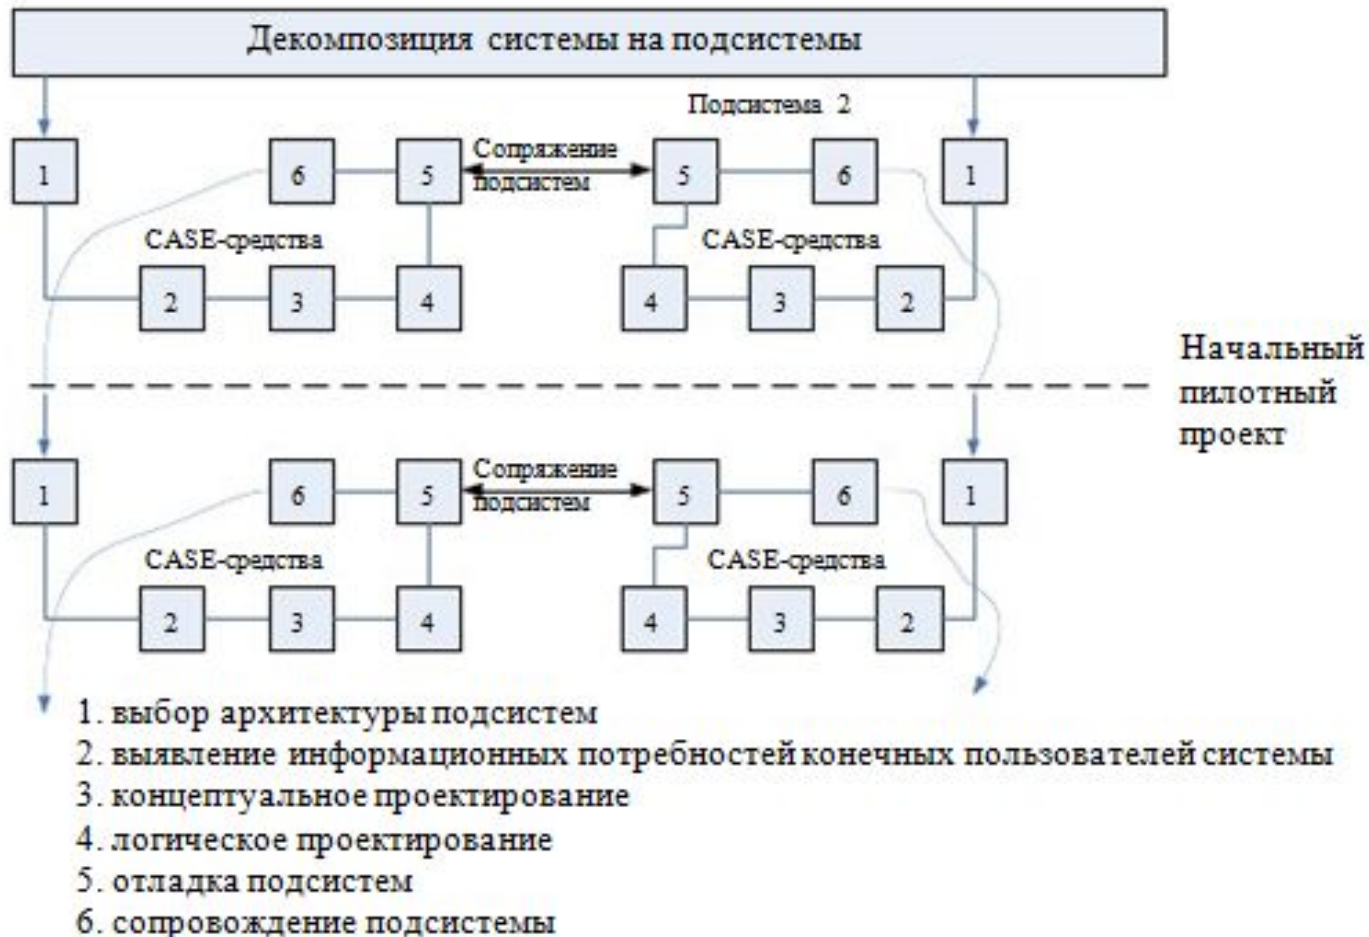 Декомпозиция системы на подсистемы
Подсистема 2
1
6
5
Сопряжение
подсистем
5
6
1
CASE-средства
CASE-средства
2
3
4
4
3
2
Начальный
пилотный
проект
1
6
5
Сопряжение
подсистем
5
6
1
CASE-средства
CASE-средства
2
3
4
4
3
2
1. выбор архитектуры подсистем
2. выявление информационных потребностей конечных пользователей системы
3. концептуальное проектирование
4. логическое проектирование
5. отладка подсистем
6. сопровождение подсистемы